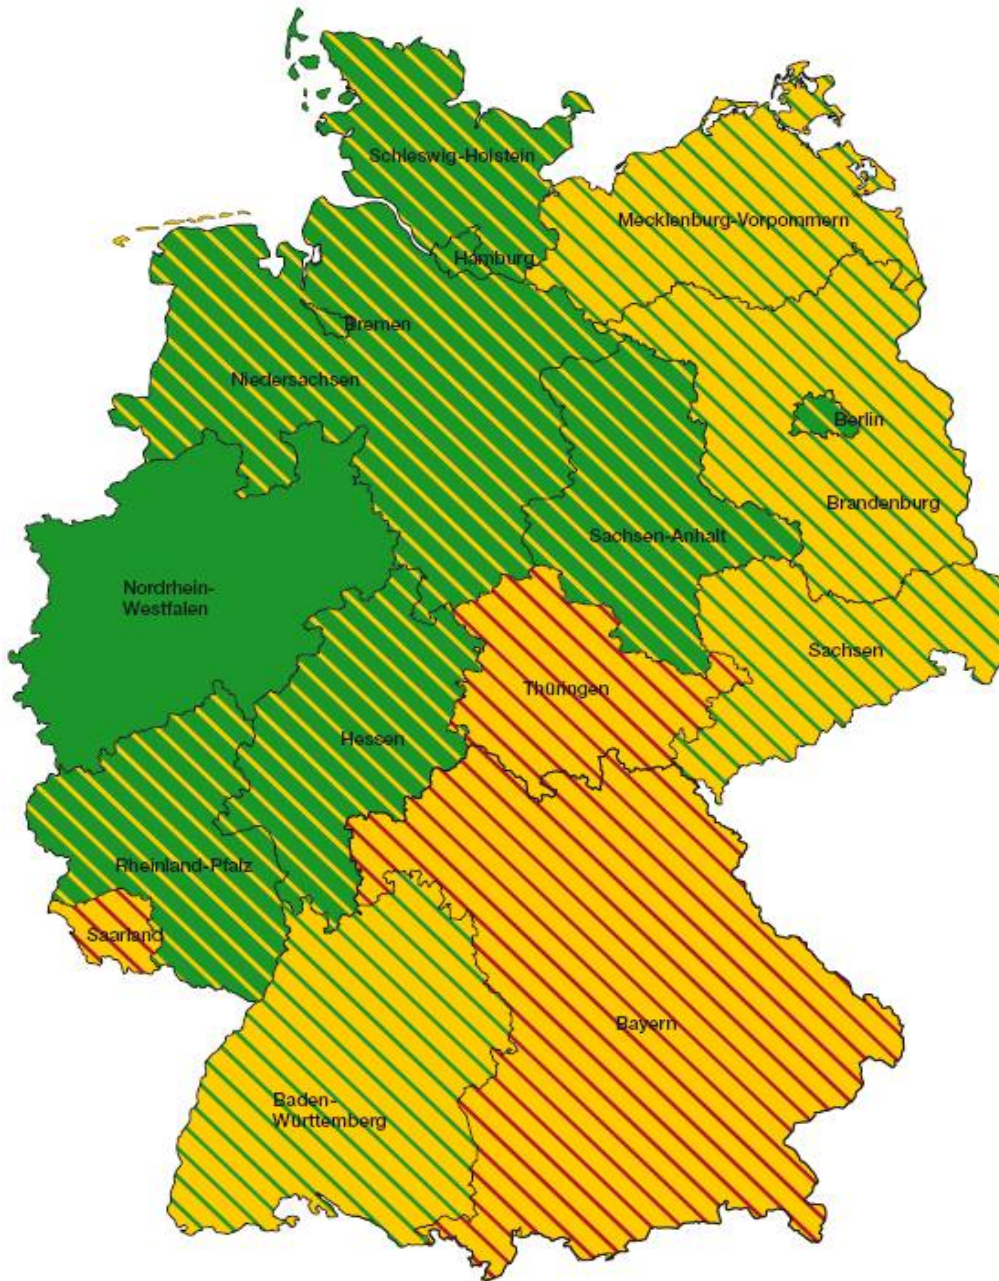 Schleswig-Holstein
Mecklenburg-Vorpommern
Hamburg
Bremen
Niedersachsen
Berlin
Brandenburg
Sachsen-Anhalt
Nordrhein-
Westfalen
Sachsen
Thüringen
Hessen
Rheinland-Pfalz
Saarland
Bayern
Baden-
Württemberg